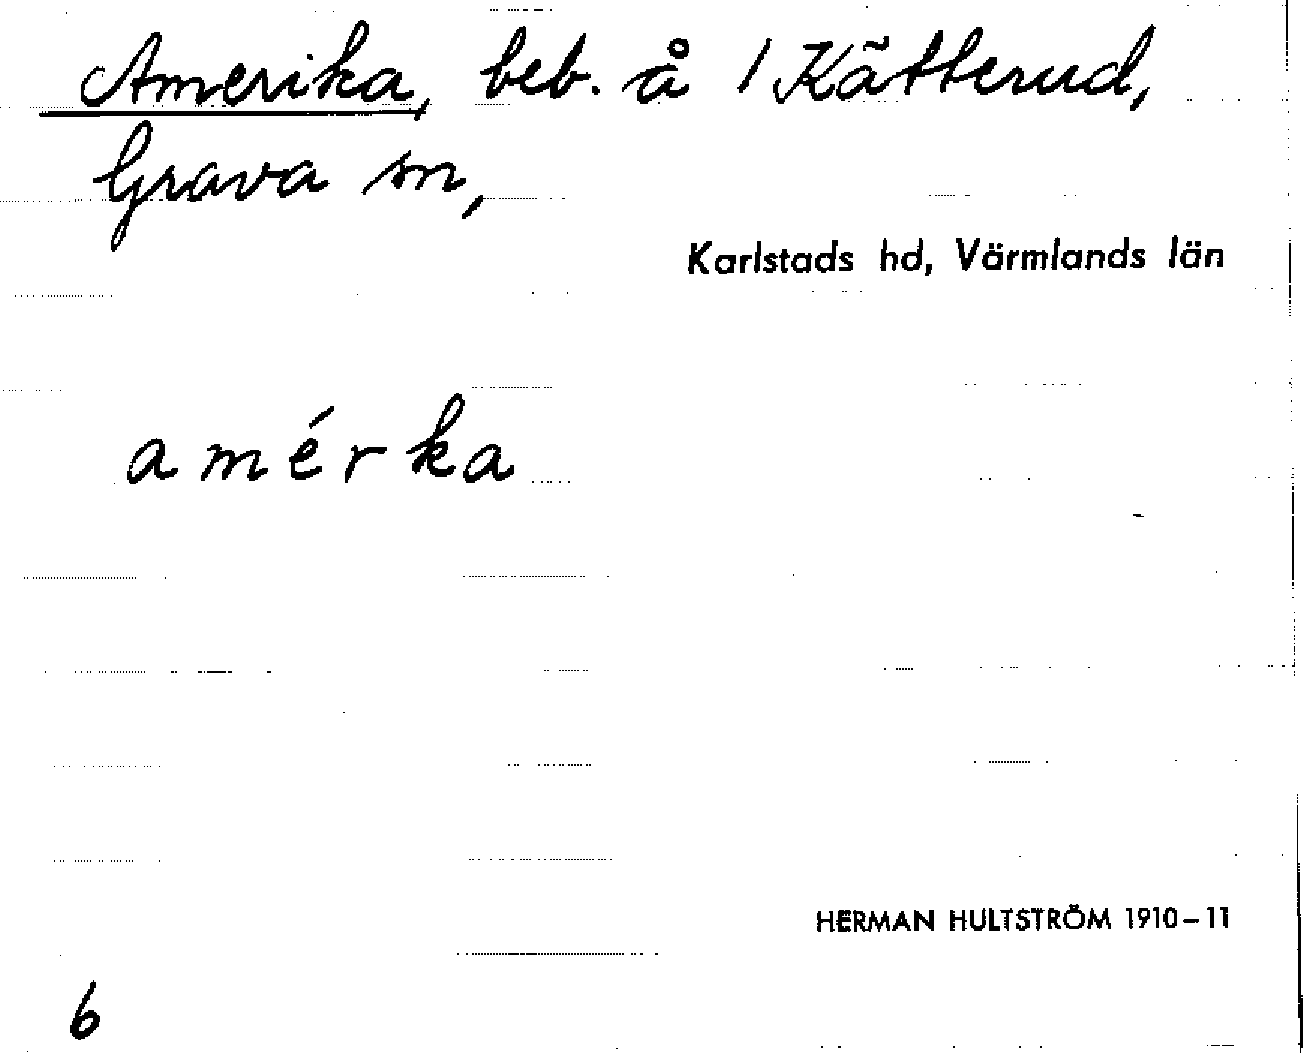 Amerika, beb. å 1 Kätterud,
Grava sn,
Karlstads hd, Värmlands län
amérka
HERMAN HULTSTRÖM 1910-11
6